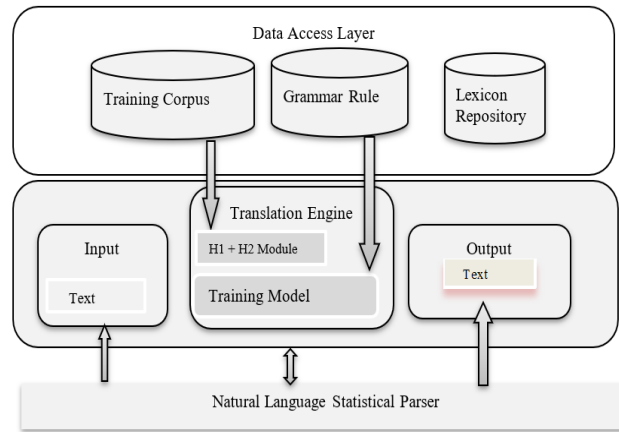 Data Access Layer
Training Corpus
Grammar Rule
Lexicon
Repository
Translation Engine
Input
H1 + H2 Module
Output
Text
Text
Training Model
Natural Language Statistical Parser